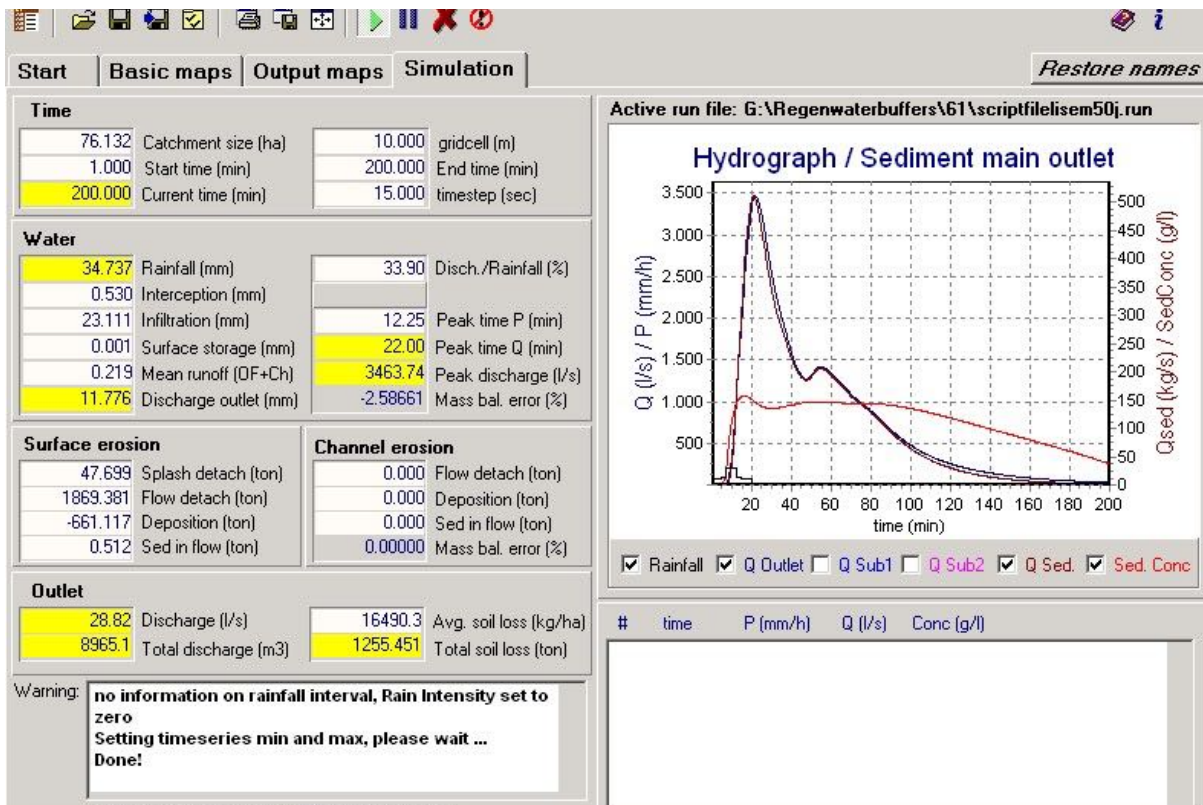 Start Basic maps Output maps Simulation Restore names
Time
76.132 Catchment size (ha) 10.000 gridcell (m)
1.000 Start time (min) 200.000 End time (min)
200.000 Current time (min) 15.000 timestep (sec)
Water
34.737 Rainfall (mm) 33.90 Disch./Rainfall (%)
0.530 Interception (mm)
23.111 Infiltration (mm) 12.25 Peak time P (min)
0.001 Surface storage (mm) 22.00 Peak time Q (min)
0.219 Mean runoff (OF+Ch) 3463.74 Peak discharge (l/s)
11.776 Discharge outlet (mm) -2.58661 Mass bal. error (%)
Surface erosion
47.699 Splash detach (ton)
1869.381 Flow detach (ton)
-661.117 Deposition (ton)
0.512 Sed in flow (ton)
Channel erosion
0.000 Flow detach (ton)
0.000 Deposition (ton)
0.000 Sed in flow (ton)
0.00000 Mass bal. error (%)
Outlet
28.82 Discharge (l/s) 16490.3 Avg. soil loss (kg/ha)
8965.1 Total discharge (m3) 1255.451 Total soil loss (ton)
Warning:
no information on rainfall interval, Rain Intensity set to
zero
Setting timeseries min and max, please wait ...
Done!
Active run file: G:\Regenwaterbuffers\61\scriptfilelisem50j.run
Hydrograph / Sediment main outlet
Q (l/s) / P (mm/h)
3.500
3.000
2.500
2.000
1.500
1.000
500
500
450
400
350
300
250
200
150
100
50
0
Qsed (kg/s) / SedConc (g/l)
20 40 60 80 100 120 140 160 180 200
time (min)
Rainfall Q Outlet Q Sub1 Q Sub2 Q Sed. Sed. Conc
# time P (mm/h) Q (l/s) Conc (g/l)